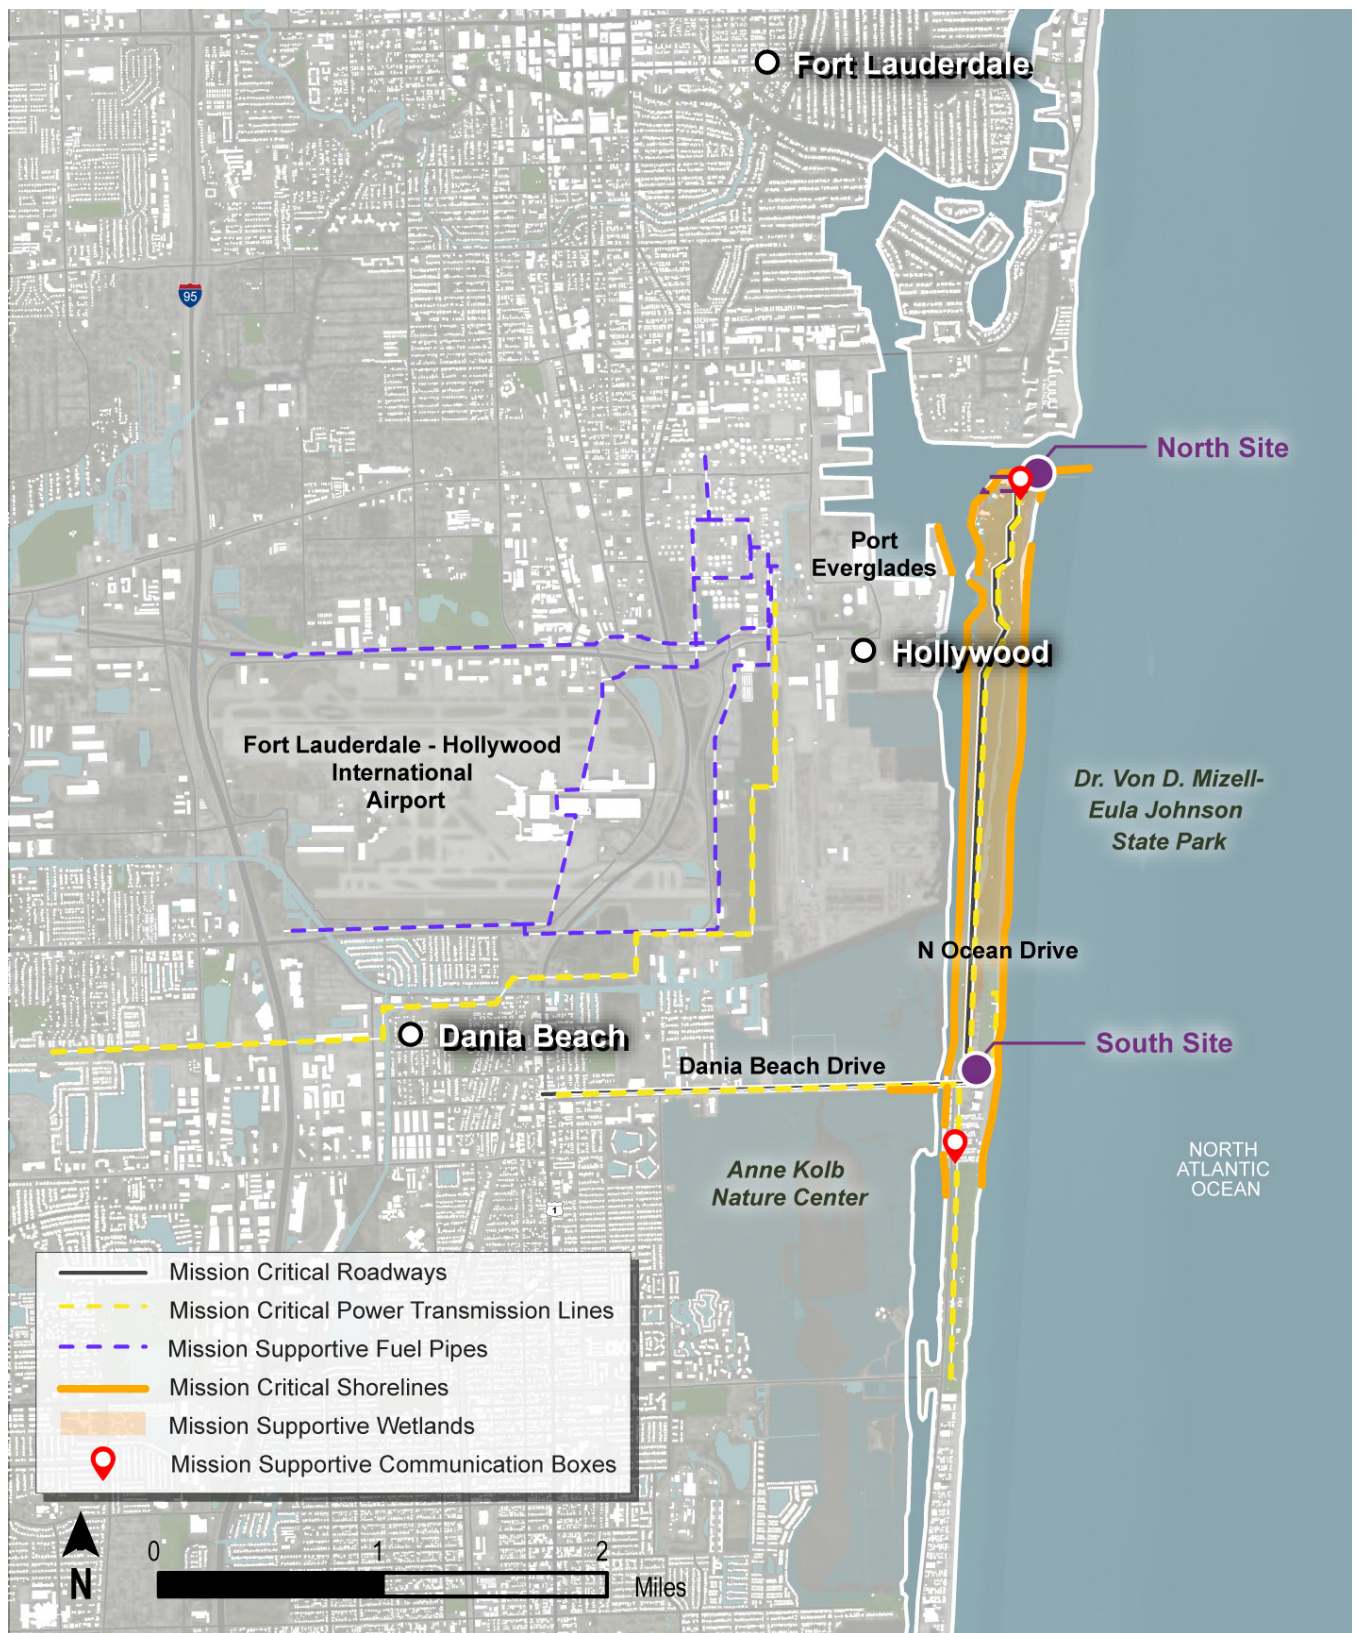 Fort Lauderdale
95
North Site
Port
Everglades
Hollywood
Fort Lauderdale - Hollywood
International
Airport
Dr. Von D. Mizell-
Eula Johnson
State Park
N Ocean Drive
Dania Beach
South Site
Dania Beach Drive
Anne Kolb
Nature Center
NORTH
ATLANTIC
OCEAN
1
Mission Critical Roadways
Mission Critical Power Transmission Lines
Mission Supportive Fuel Pipes
Mission Critical Shorelines
Mission Supportive Wetlands
Mission Supportive Communication Boxes
N
0 1 2
Miles